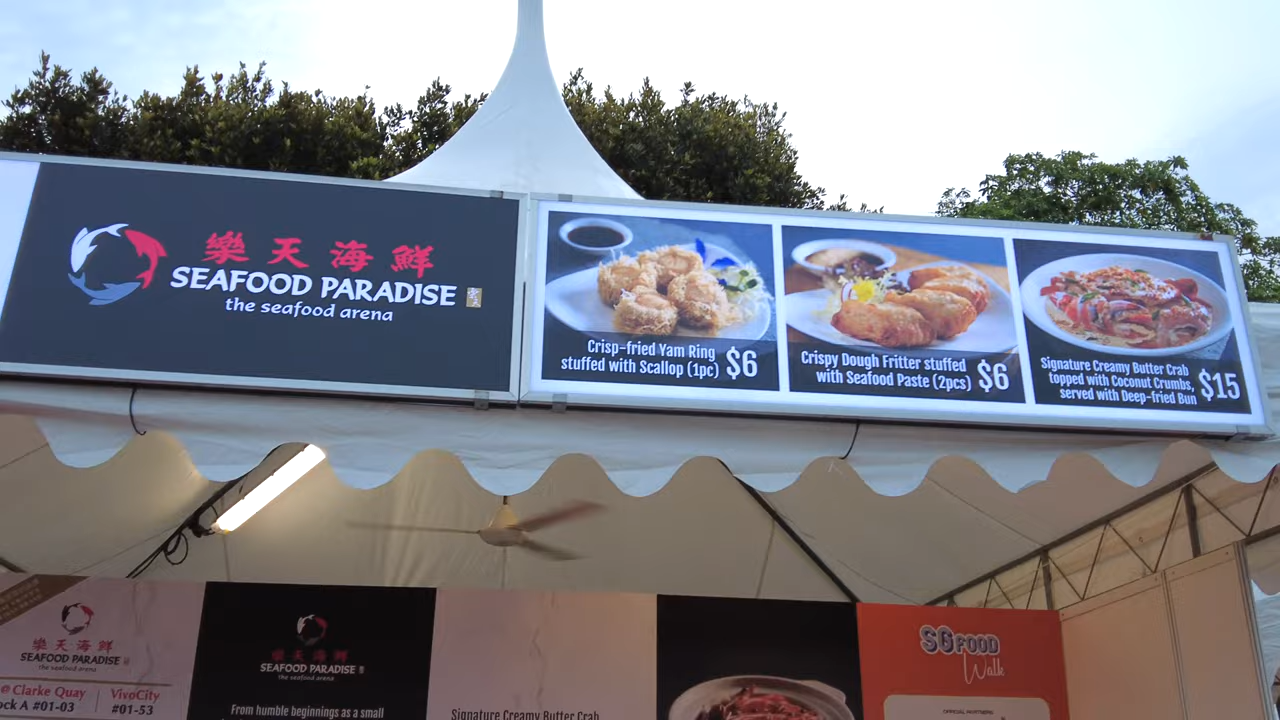 樂天海鮮
SEAFOOD PARADISE
the seafood arena
Crisp-fried Yam Ring
stuffed with Scallop (1pc) $6
Crispy Dough Fritter stuffed
with Seafood Paste (2pcs) $6
Signature Creamy Butter Crab
topped with Coconut Crumbs,
served with Deep-fried Bun $15
樂天海鮮
SEAFOOD PARADISE
the seafood arena
@ Clarke Quay
ock A #01-03
VivoCity
#01-53
樂天海鮮
SEAFOOD PARADISE
the seafood arena
From humble beginnings as a small
Signature Creamy Butter Crab
SG FOOD
Walk
OFFICIAL PARTNERS